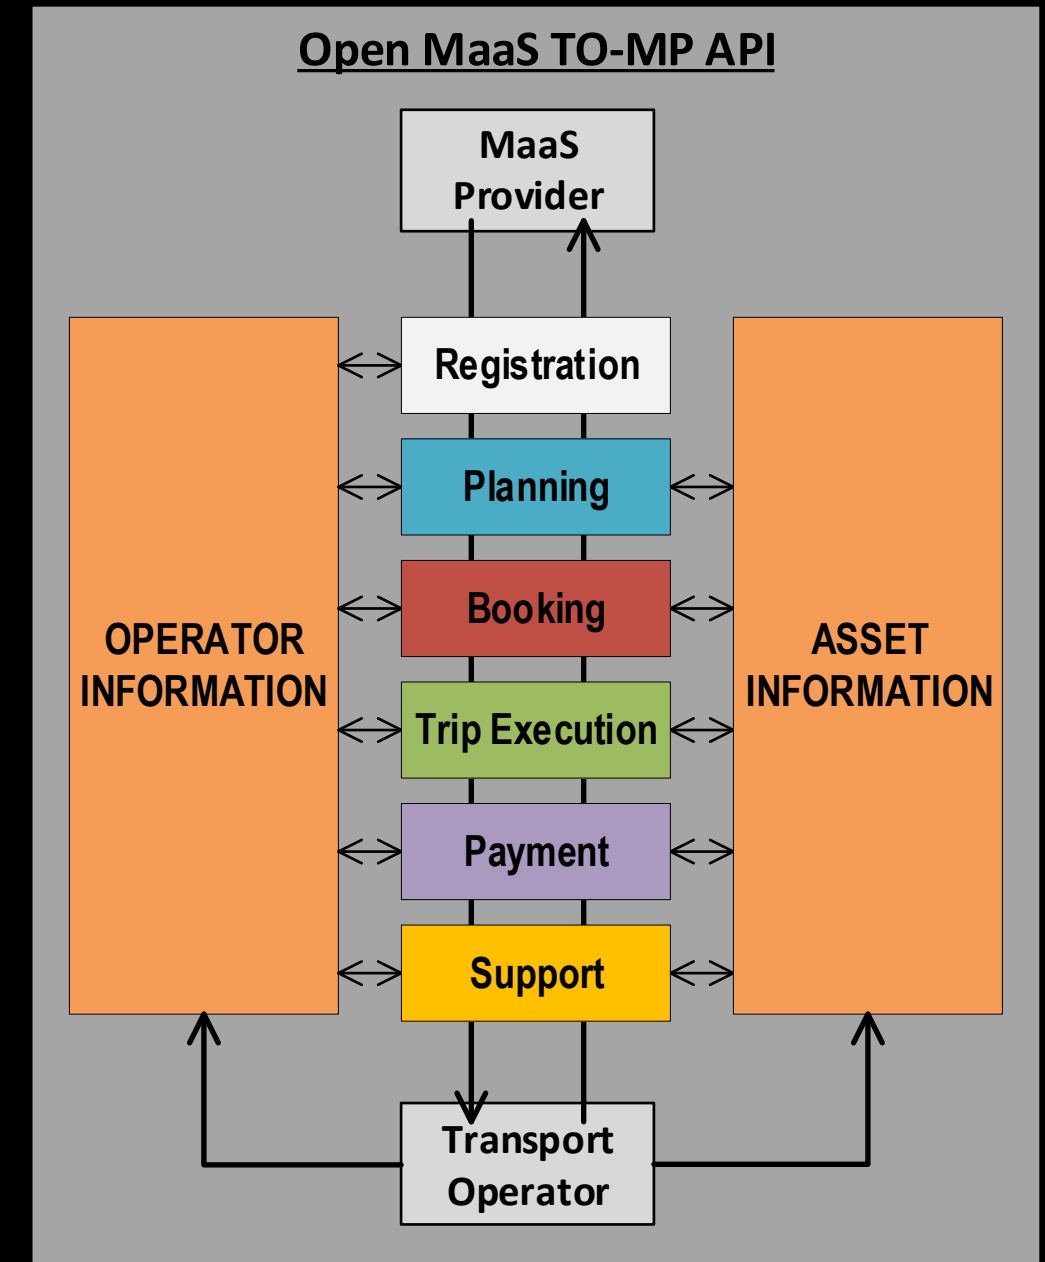 Open MaaS TO-MP API
MaaS
Provider
Registration
Planning
Booking
OPERATOR
INFORMATION
ASSET
INFORMATION
Trip Execution
Payment
Support
Transport
Operator